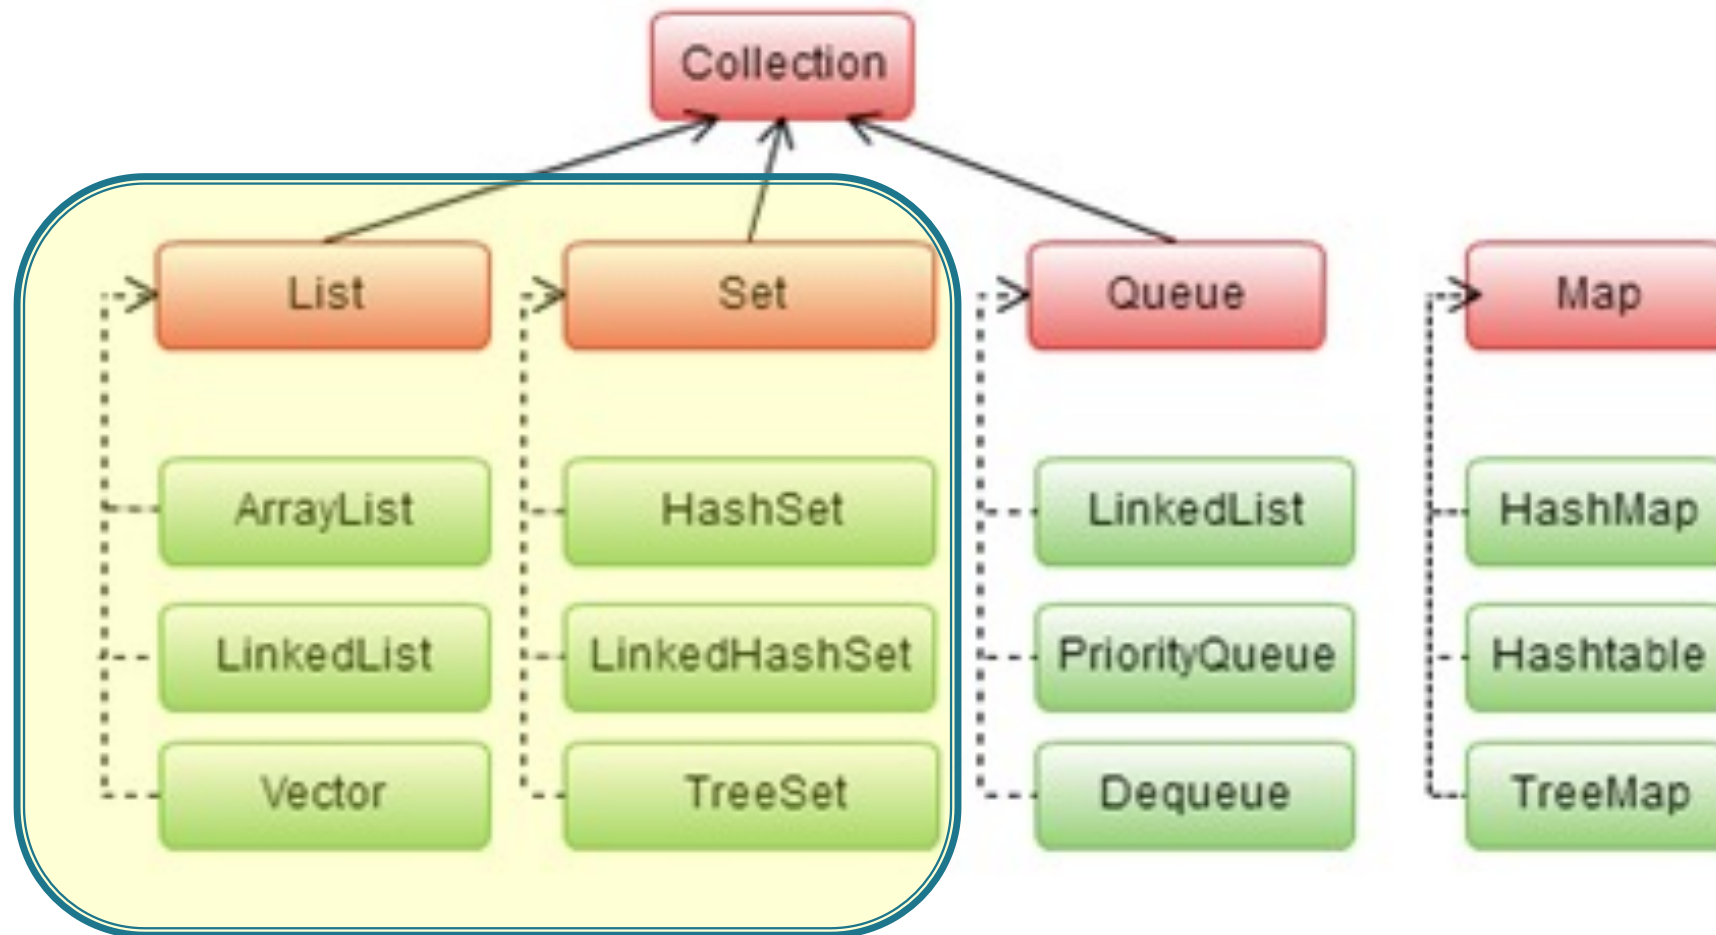 Collection
List
Set
Queue
Map
ArrayList
HashSet
LinkedList
HashMap
LinkedList
LinkedHashSet
PriorityQueue
Hashtable
Vector
TreeSet
Dequeue
TreeMap